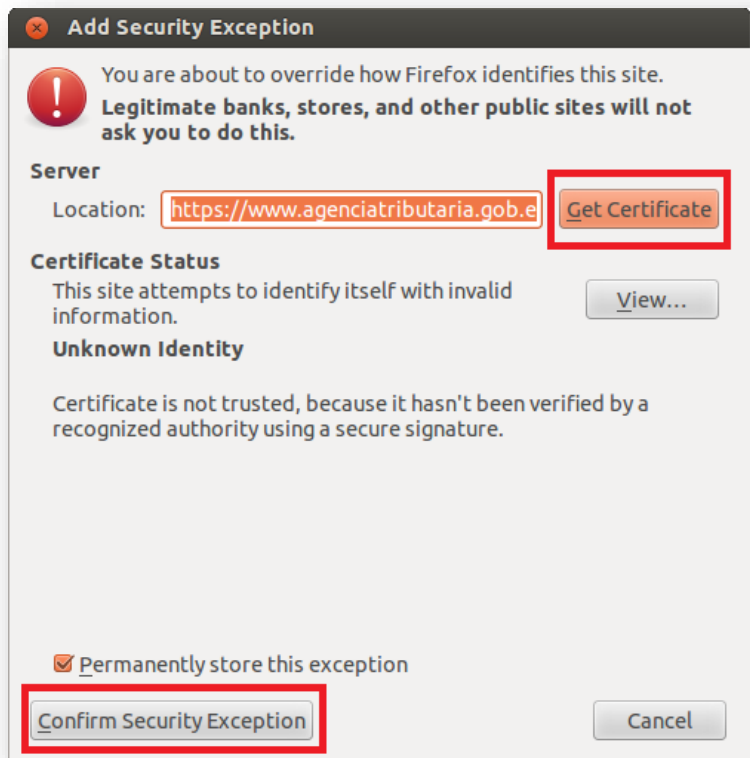 Add Security Exception
You are about to override how Firefox identifies this site.
Legitimate banks, stores, and other public sites will not
ask you to do this.
Server
Location: https://www.agenciatributaria.gob.e Get Certificate
Certificate Status
This site attempts to identify itself with invalid
information.
View...
Unknown Identity
Certificate is not trusted, because it hasn't been verified by a
recognized authority using a secure signature.
Permanently store this exception
Confirm Security Exception Cancel